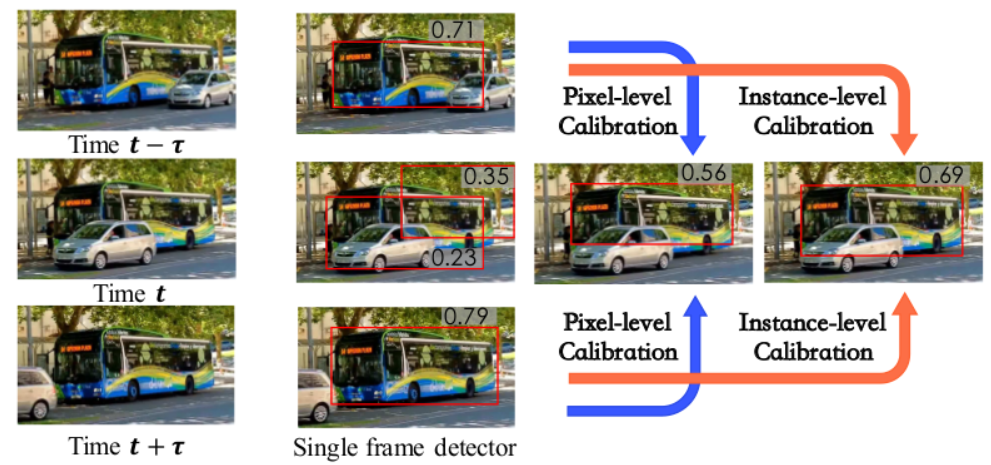 0.71
Pixel-level
Calibration
Instance-level
Calibration
Time t − τ
0.35
0.23
0.56
0.69
Time t
0.79
Pixel-level
Calibration
Instance-level
Calibration
Time t + τ
Single frame detector